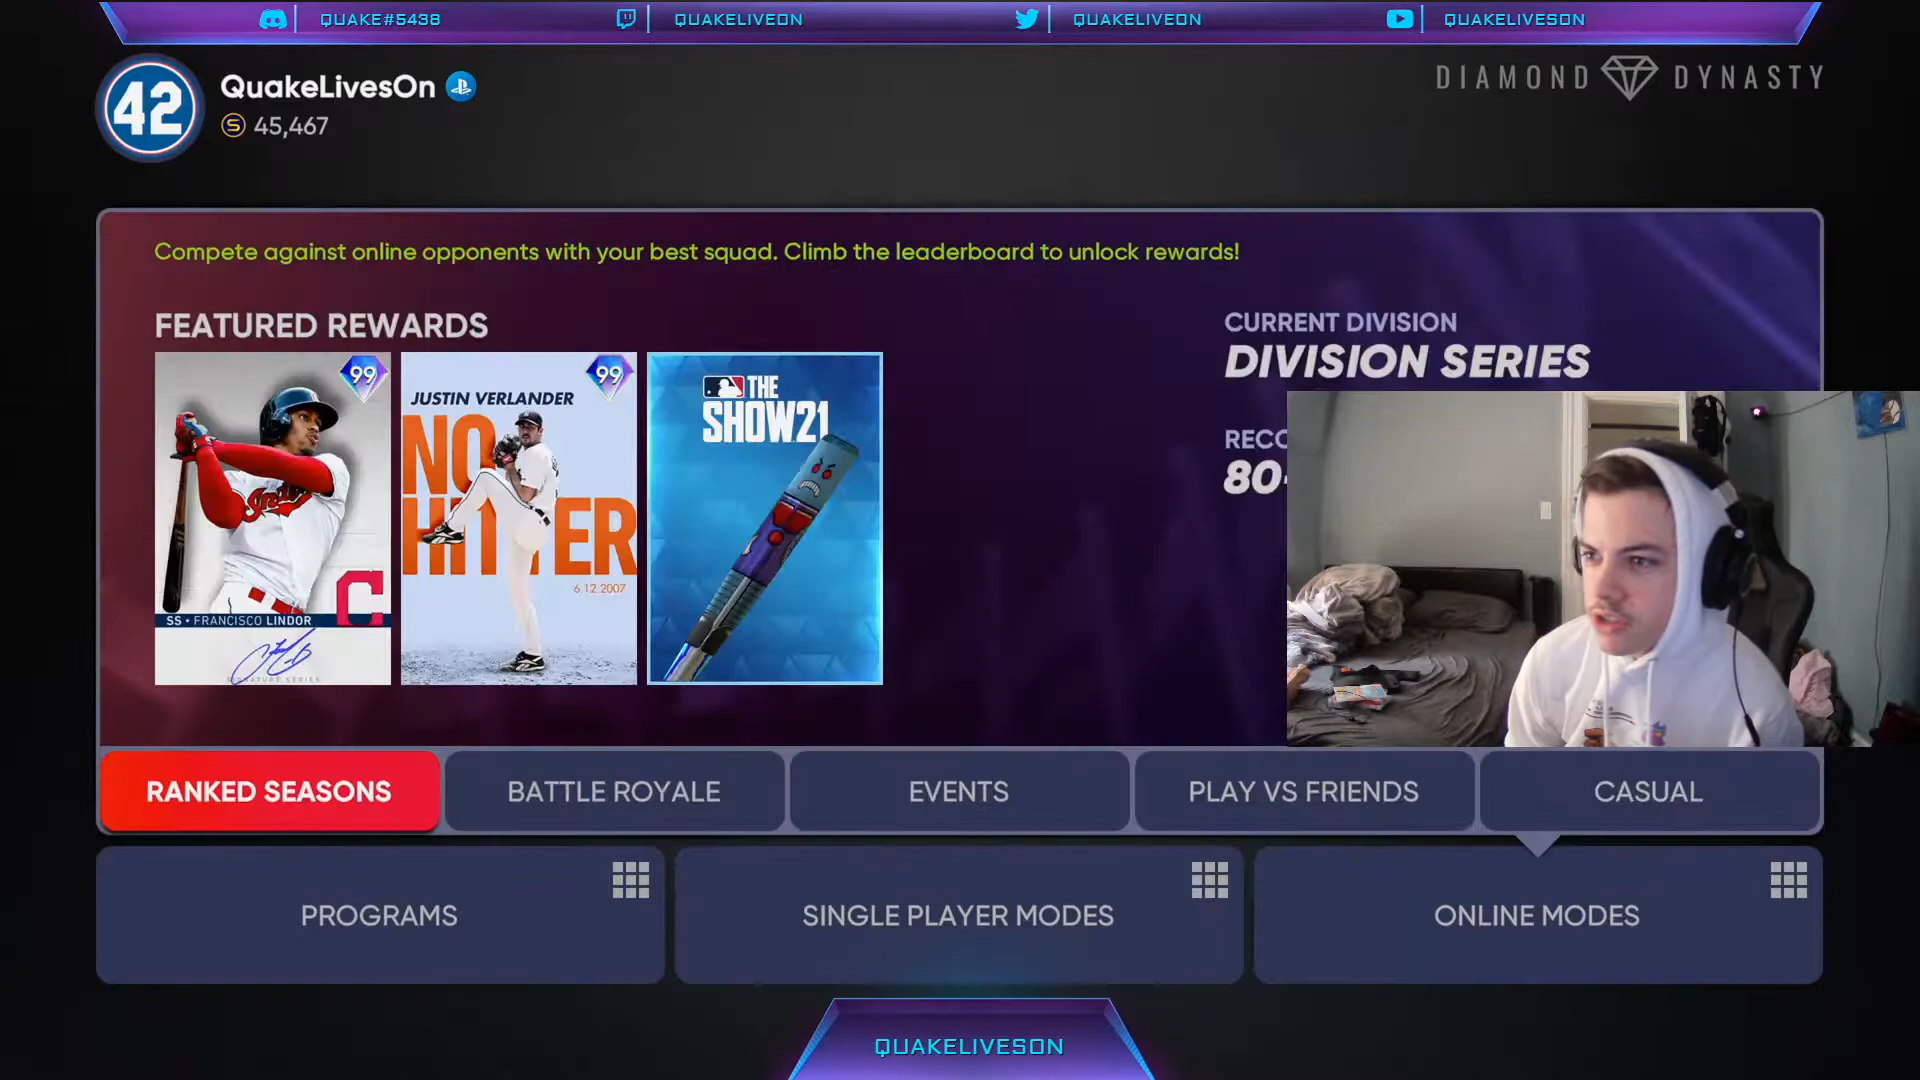 QUAKE#5438
QUAKELIVEON
QUAKELIVEON
QUAKELIVESON
42
QuakeLivesOn
S 45,467
DIAMOND DYNASTY
Compete against online opponents with your best squad. Climb the leaderboard to unlock rewards!
FEATURED REWARDS
99
Indians
C
SS • FRANCISCO LINDOR
SIGNATURE SERIES
99
JUSTIN VERLANDER
NO
HITTER
6.12.2007
THE
SHOW21
CURRENT DIVISION
DIVISION SERIES
RECO
80-
RANKED SEASONS
BATTLE ROYALE
EVENTS
PLAY VS FRIENDS
CASUAL
PROGRAMS
SINGLE PLAYER MODES
ONLINE MODES
QUAKELIVESON